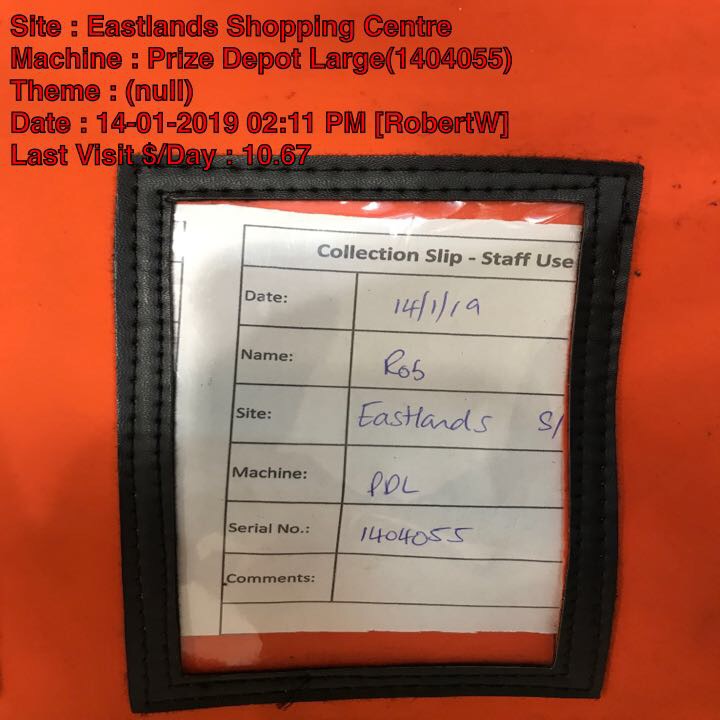 Site : Eastlands Shopping Centre
Machine : Prize Depot Large(1404055)
Theme : (null)
Date : 14-01-2019 02:11 PM [RobertW]
Last Visit $/Day : 10.67
Collection Slip - Staff Use
Date: 14/1/19
Name: Rob
Site: Eastlands S/
Machine: PDL
Serial No.: 1404055
Comments: